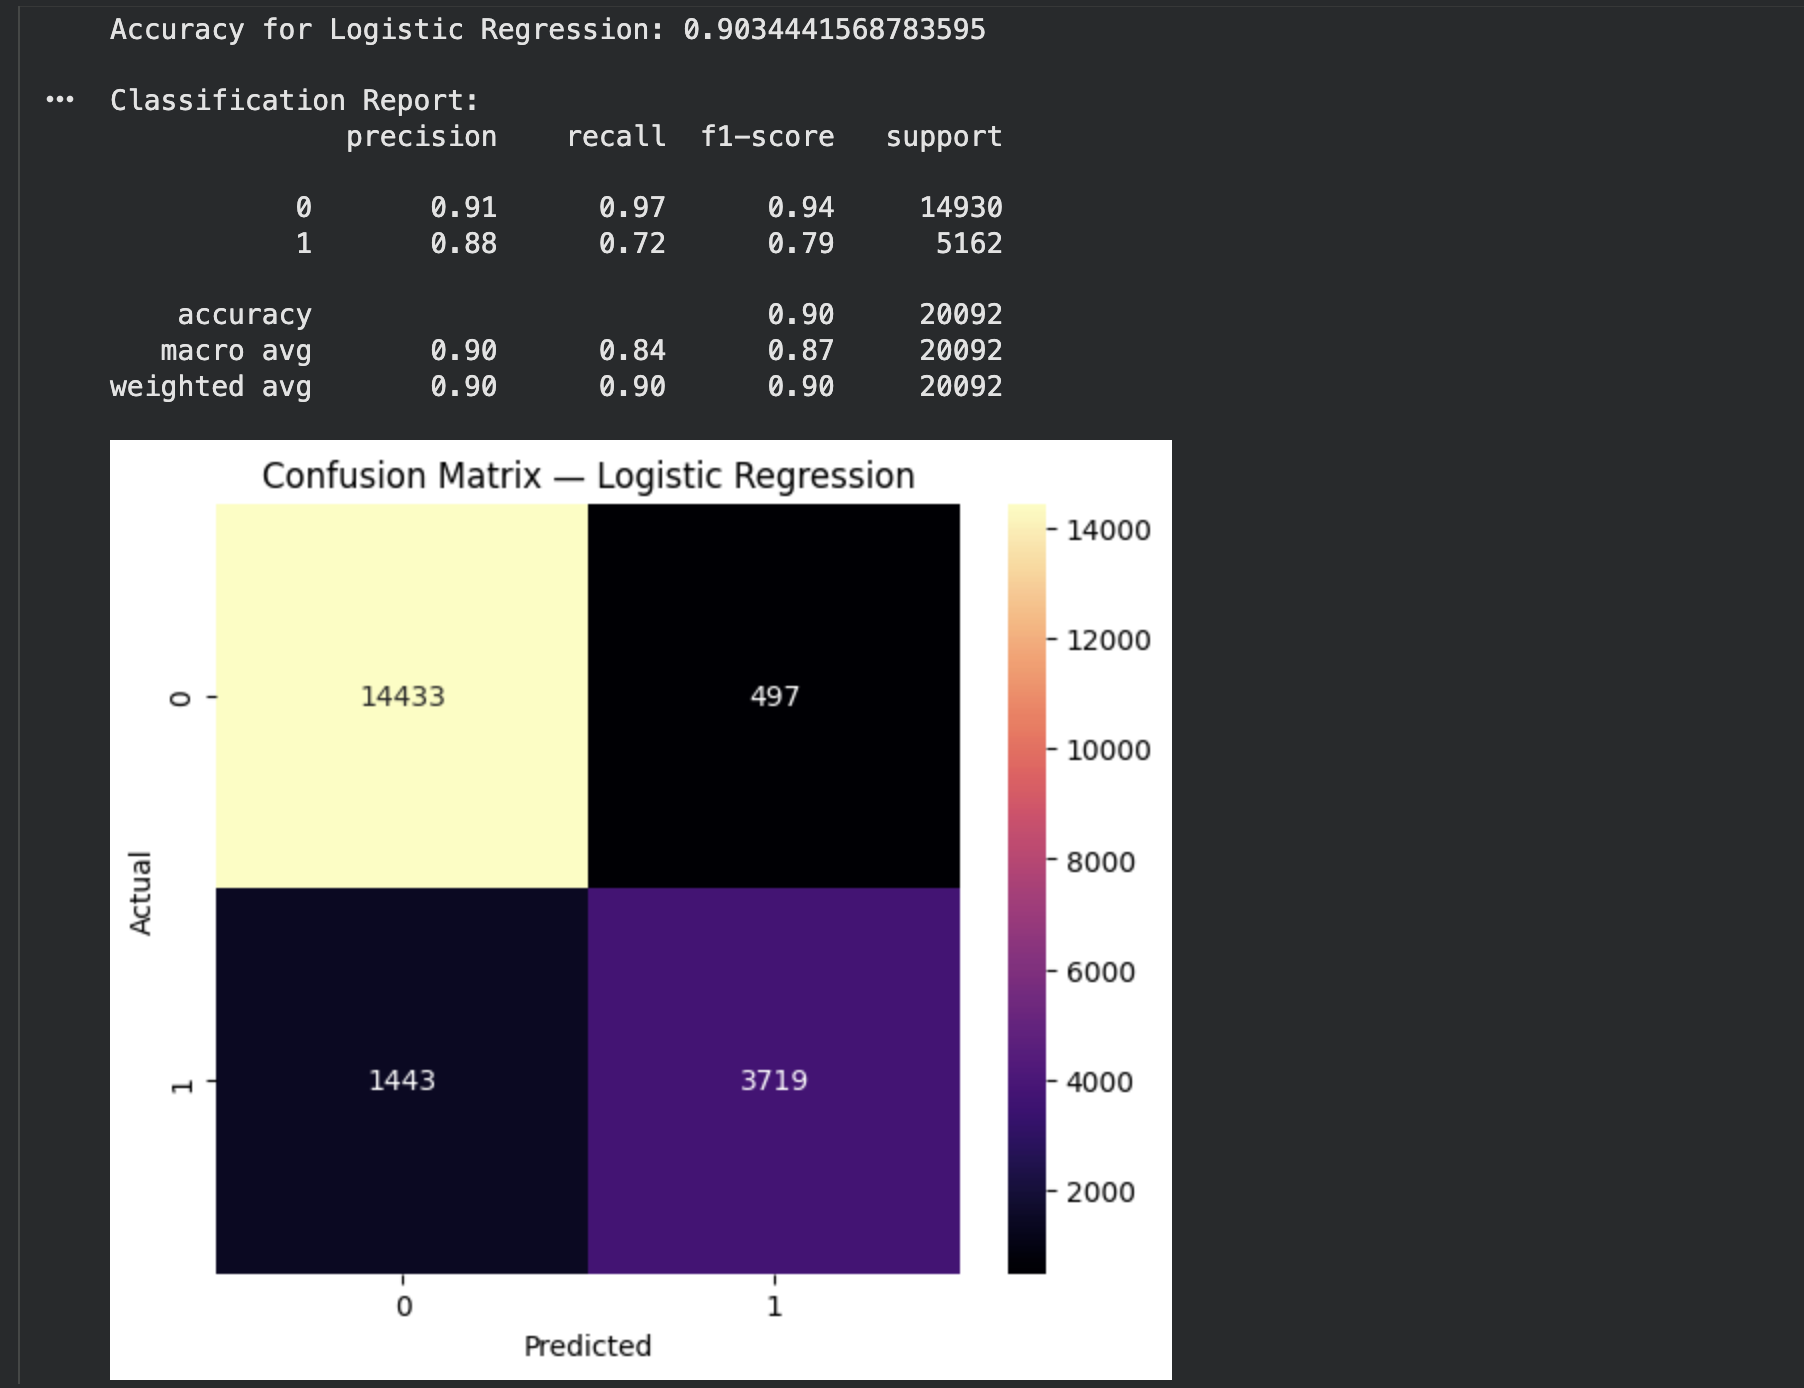 Accuracy for Logistic Regression: 0.9034441568783595
Classification Report:
precision recall f1-score support
0 0.91 0.97 0.94 14930
1 0.88 0.72 0.79 5162
accuracy 0.90 20092
macro avg 0.90 0.84 0.87 20092
weighted avg 0.90 0.90 0.90 20092
Confusion Matrix — Logistic Regression
14000
12000
0 14433 497
10000
Actual
8000
6000
1 1443 3719
4000
2000
0 1
Predicted